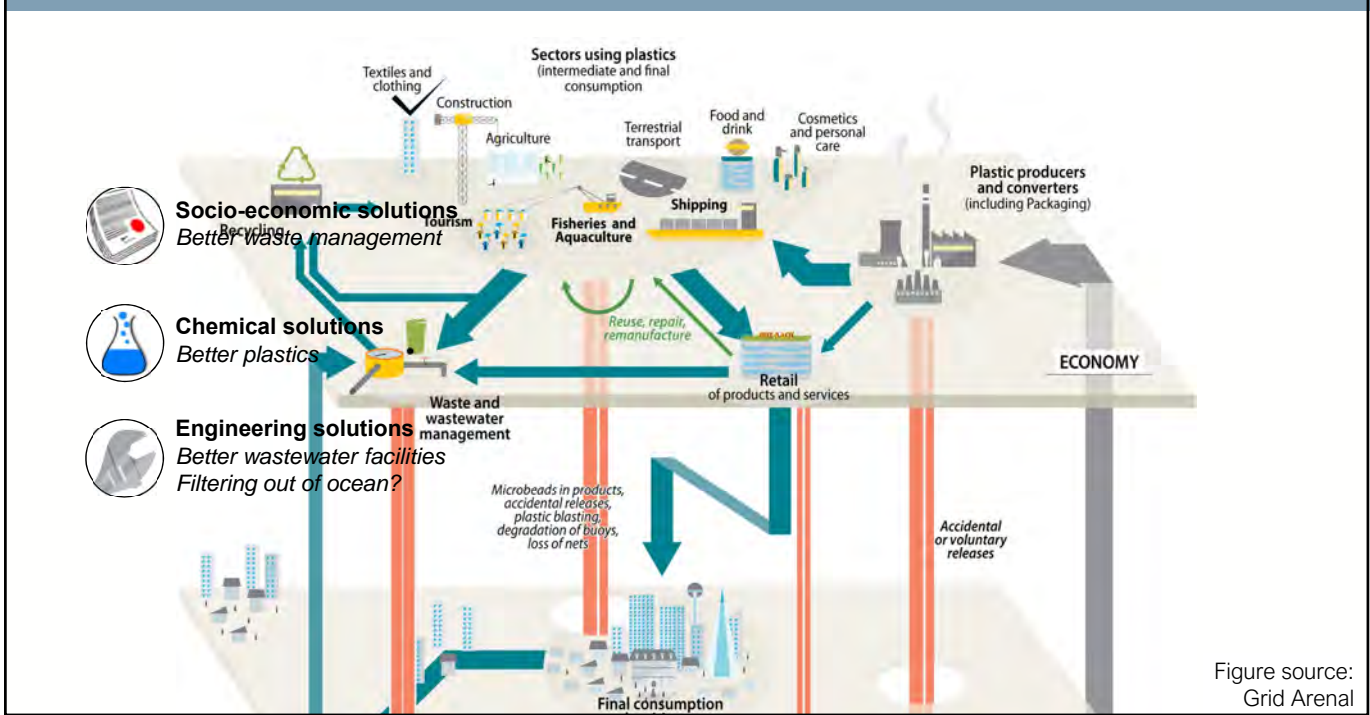 Sectors using plastics
(intermediate and final
consumption
Textiles and
clothing
Construction
Agriculture
Terrestrial
transport
Food and
drink
Cosmetics
and personal
care
Plastic producers
and converters
(including Packaging)
Socio-economic solutions
Better waste management
Recycling
Tourism
Fisheries and
Aquaculture
Shipping
Chemical solutions
Better plastics
Reuse, repair,
remanufacture
Retail
of products and services
ECONOMY
Engineering solutions
Better wastewater facilities
Filtering out of ocean?
Waste and
wastewater
management
Microbeads in products,
accidental releases,
plastic blasting,
degradation of buoys,
loss of nets
Accidental
or voluntary
releases
Final consumption
Figure source:
Grid Arenal